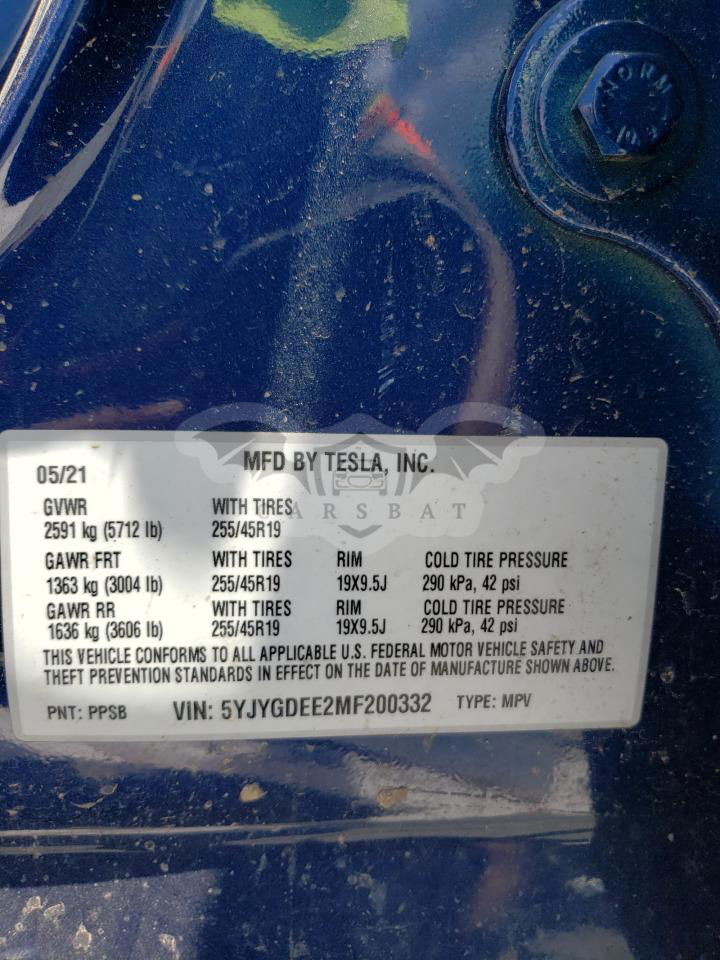 NORM
05/21 MFD BY TESLA, INC.
GVWR WITH TIRES
2591 kg (5712 lb) 255/45R19
ARSBAT
GAWR FRT WITH TIRES RIM COLD TIRE PRESSURE
1363 kg (3004 lb) 255/45R19 19X9.5J 290 kPa, 42 psi
GAWR RR WITH TIRES RIM COLD TIRE PRESSURE
1636 kg (3606 lb) 255/45R19 19X9.5J 290 kPa, 42 psi
THIS VEHICLE CONFORMS TO ALL APPLICABLE U.S. FEDERAL MOTOR VEHICLE SAFETY AND
THEFT PREVENTION STANDARDS IN EFFECT ON THE DATE OF MANUFACTURE SHOWN ABOVE.
PNT: PPSB VIN: 5YJYGDEE2MF200332 TYPE: MPV